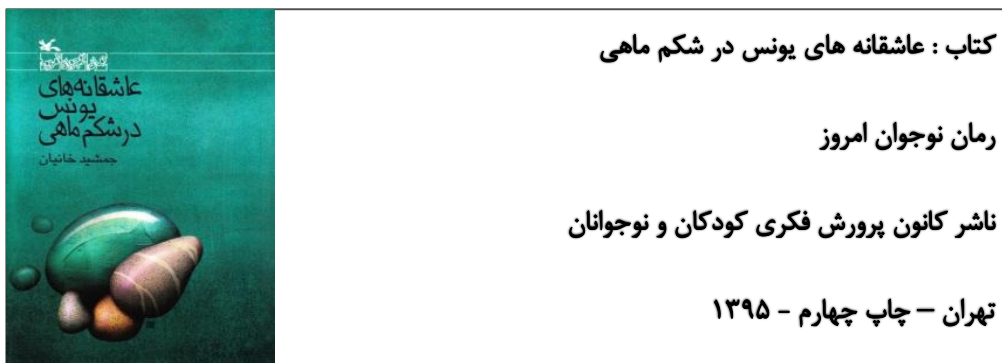 کتاب : عاشقانه های یونس در شکم ماهی
رمان نوجوان امروز
ناشر کانون پرورش فکری کودکان و نوجوانان
تهران – چاپ چهارم - ۱۳۹۵
عاشقانه‌های
یونس
در شکم ماهی
جمشید خانیان